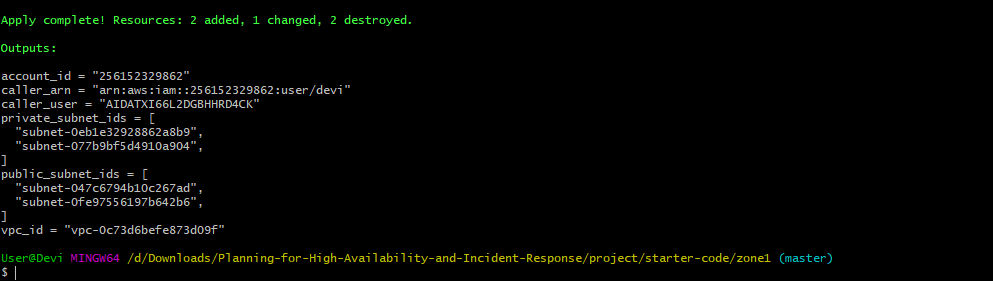 Apply complete! Resources: 2 added, 1 changed, 2 destroyed.
Outputs:
account_id = "256152329862"
caller_arn = "arn:aws:iam::256152329862:user/devi"
caller_user = "AIDATXI66L2DGBHHRD4CK"
private_subnet_ids = [
  "subnet-0eb1e32928862a8b9",
  "subnet-077b9bf5d4910a904",
]
public_subnet_ids = [
  "subnet-047c6794b10c267ad",
  "subnet-0fe97556197b642b6",
]
vpc_id = "vpc-0c73d6befe873d09f"
User@Devi MINGW64 /d/Downloads/Planning-for-High-Availability-and-Incident-Response/project/starter-code/zone1 (master)
$